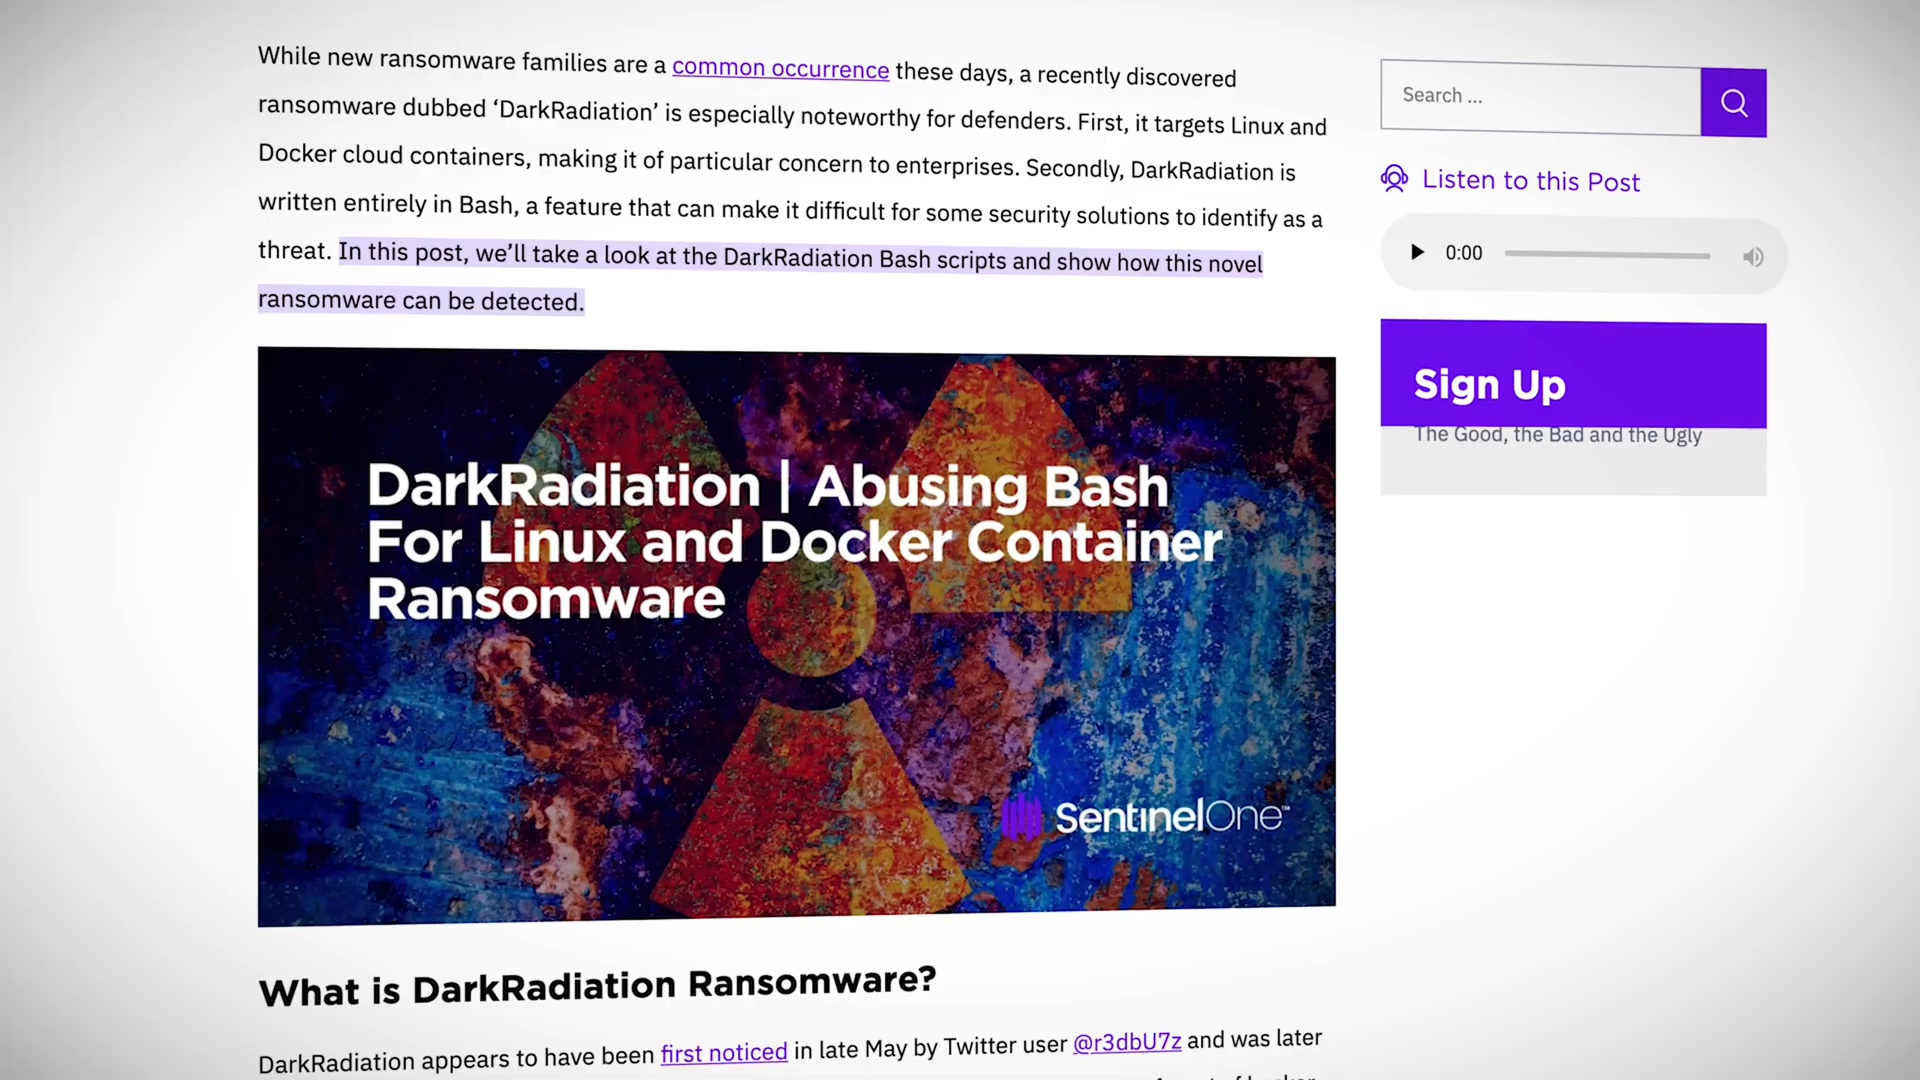 While new ransomware families are a common occurrence these days, a recently discovered
ransomware dubbed ‘DarkRadiation’ is especially noteworthy for defenders. First, it targets Linux and
Docker cloud containers, making it of particular concern to enterprises. Secondly, DarkRadiation is
written entirely in Bash, a feature that can make it difficult for some security solutions to identify as a
threat. In this post, we’ll take a look at the DarkRadiation Bash scripts and show how this novel
ransomware can be detected.
Search ...
Listen to this Post
0:00
Sign Up
The Good, the Bad and the Ugly
DarkRadiation | Abusing Bash
For Linux and Docker Container
Ransomware
SentinelOne™
What is DarkRadiation Ransomware?
DarkRadiation appears to have been first noticed in late May by Twitter user @r3dbU7z and was later